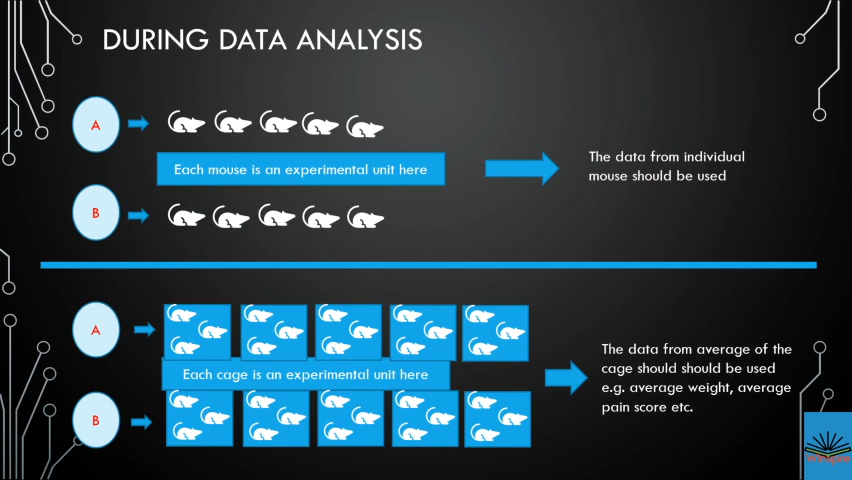 DURING DATA ANALYSIS
A
Each mouse is an experimental unit here
The data from individual
mouse should be used
B
A
Each cage is an experimental unit here
The data from average of the
cage should should be used
e.g. average weight, average
pain score etc.
B